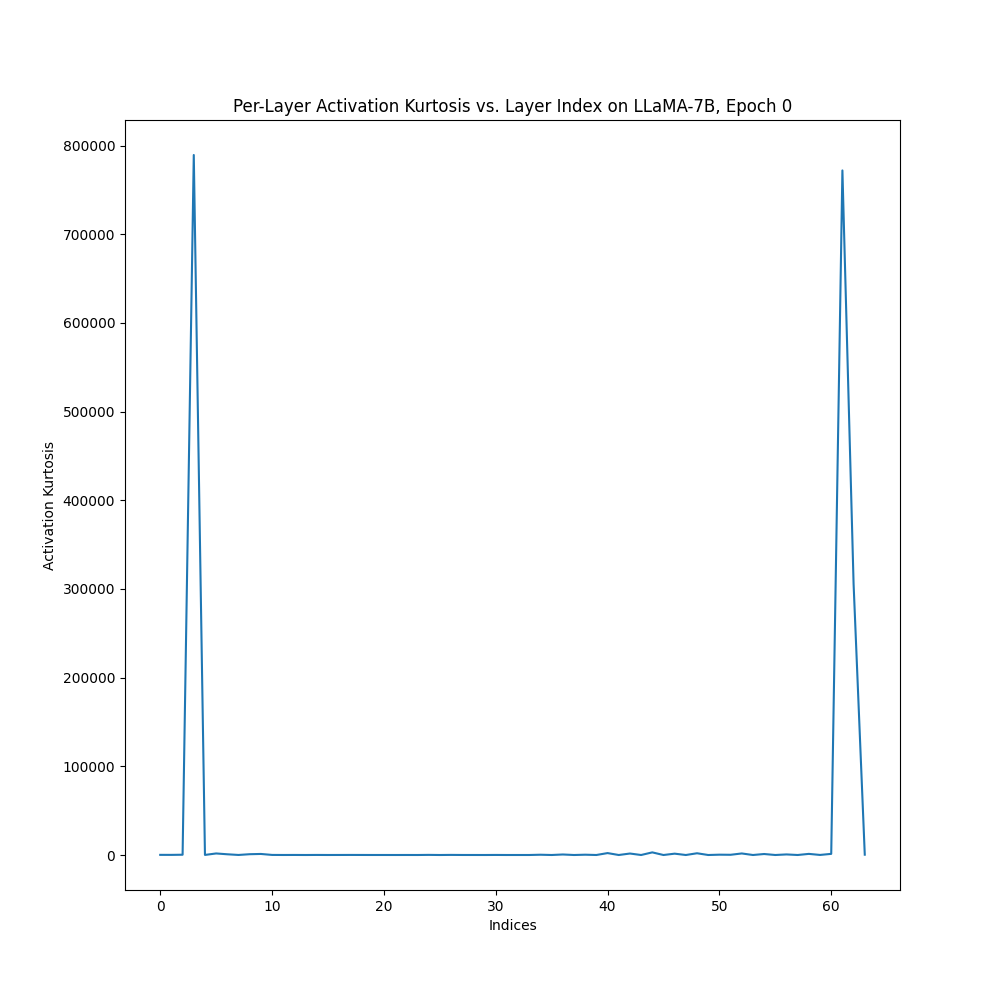 Per-Layer Activation Kurtosis vs. Layer Index on LLaMA-7B, Epoch 0
800000
700000
600000
500000
400000
300000
200000
100000
0
Activation Kurtosis
0 10 20 30 40 50 60
Indices